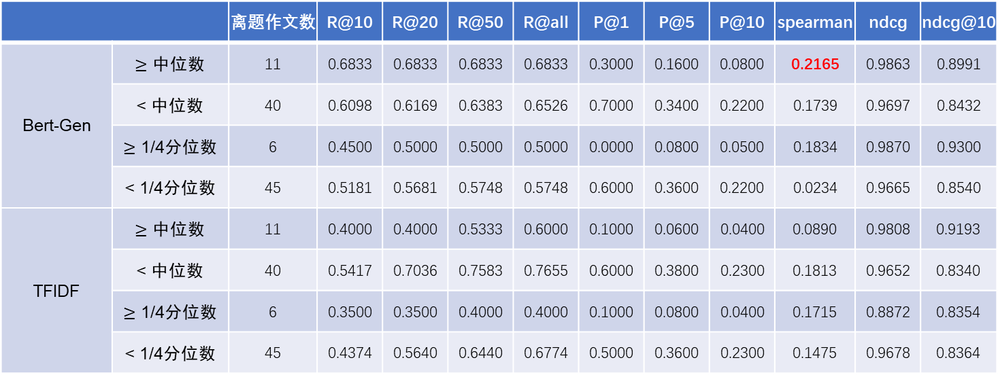 离题作文数 R@10 R@20 R@50 R@all P@1 P@5 P@10 spearman ndcg ndcg@10
Bert-Gen
≥ 中位数 11 0.6833 0.6833 0.6833 0.6833 0.3000 0.1600 0.0800 0.2165 0.9863 0.8991
< 中位数 40 0.6098 0.6169 0.6383 0.6526 0.7000 0.3400 0.2200 0.1739 0.9697 0.8432
≥ 1/4分位数 6 0.4500 0.5000 0.5000 0.5000 0.0000 0.0800 0.0500 0.1834 0.9870 0.9300
< 1/4分位数 45 0.5181 0.5681 0.5748 0.5748 0.6000 0.3600 0.2200 0.0234 0.9665 0.8540
TFIDF
≥ 中位数 11 0.4000 0.4000 0.5333 0.6000 0.1000 0.0600 0.0400 0.0890 0.9808 0.9193
< 中位数 40 0.5417 0.7036 0.7583 0.7655 0.6000 0.3800 0.2300 0.1813 0.9652 0.8340
≥ 1/4分位数 6 0.3500 0.3500 0.4000 0.4000 0.1000 0.0800 0.0400 0.1715 0.8872 0.8354
< 1/4分位数 45 0.4374 0.5640 0.6440 0.6774 0.5000 0.3600 0.2300 0.1475 0.9678 0.8364